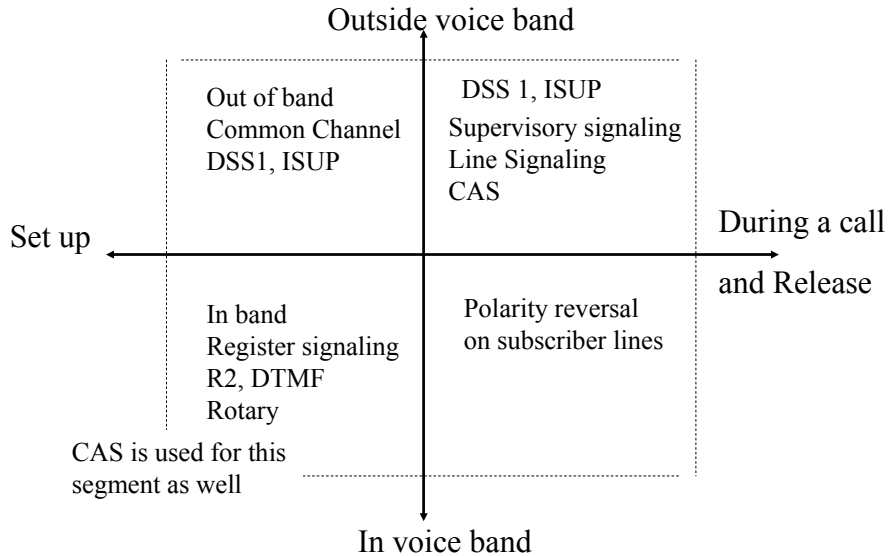 Outside voice band
Out of band
Common Channel
DSS1, ISUP
DSS 1, ISUP
Supervisory signaling
Line Signaling
CAS
Set up
During a call
and Release
In band
Register signaling
R2, DTMF
Rotary
Polarity reversal
on subscriber lines
CAS is used for this
segment as well
In voice band